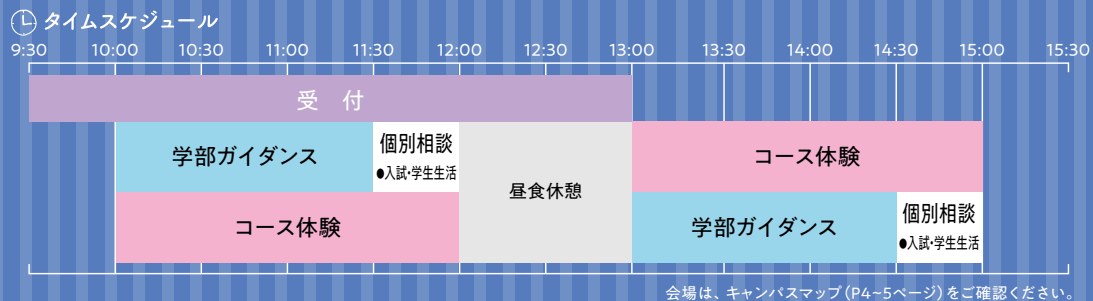 タイムスケジュール
9:30 10:00 10:30 11:00 11:30 12:00 12:30 13:00 13:30 14:00 14:30 15:00 15:30
受 付
学部ガイダンス
個別相談
●入試・学生生活
コース体験
昼食休憩
コース体験
学部ガイダンス
個別相談
●入試・学生生活
会場は、キャンパスマップ(P4~5ページ)をご確認ください。